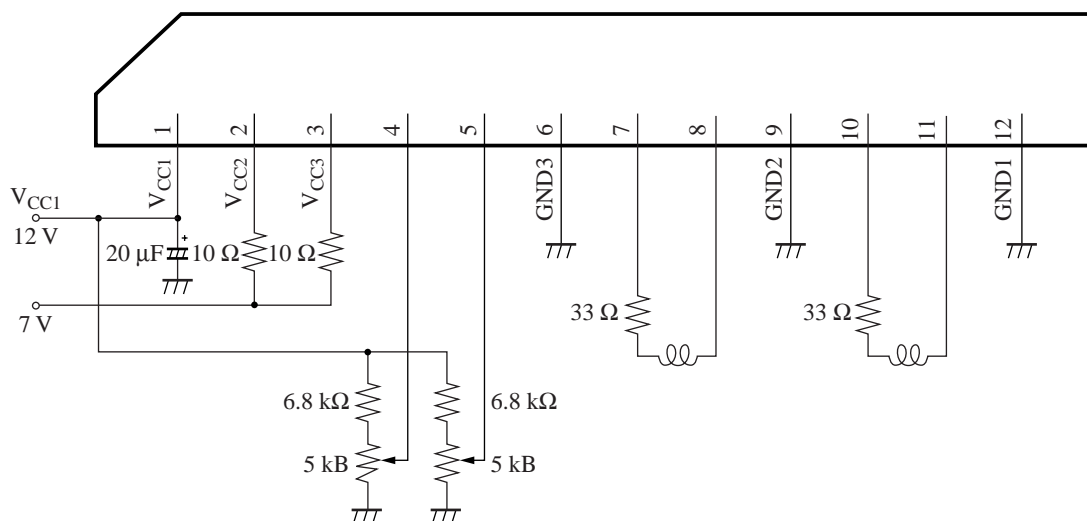 1 2 3 4 5 6 7 8 9 10 11 12
VCC1 VCC2 VCC3 GND3 GND2 GND1
VCC1
12 V
20 μF 10 Ω 10 Ω
7 V
33 Ω 33 Ω
6.8 kΩ 6.8 kΩ
5 kB 5 kB